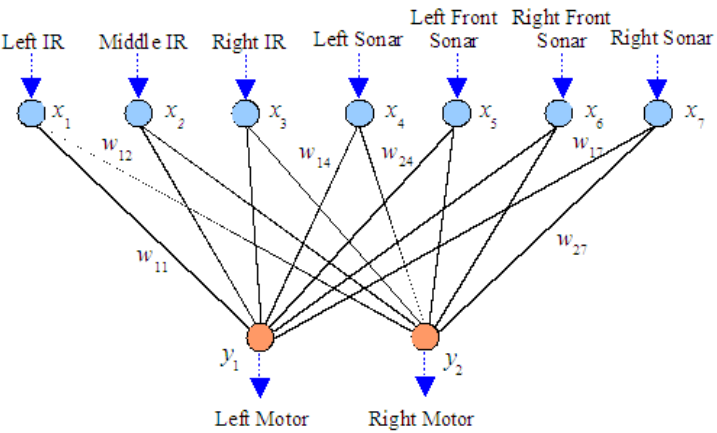 Left IR
Middle IR
Right IR
Left Sonar
Left Front
Sonar
Right Front
Sonar
Right Sonar
x1
x2
x3
x4
x5
x6
x7
w12
w14
w24
w17
w11
w27
y1
y2
Left Motor
Right Motor